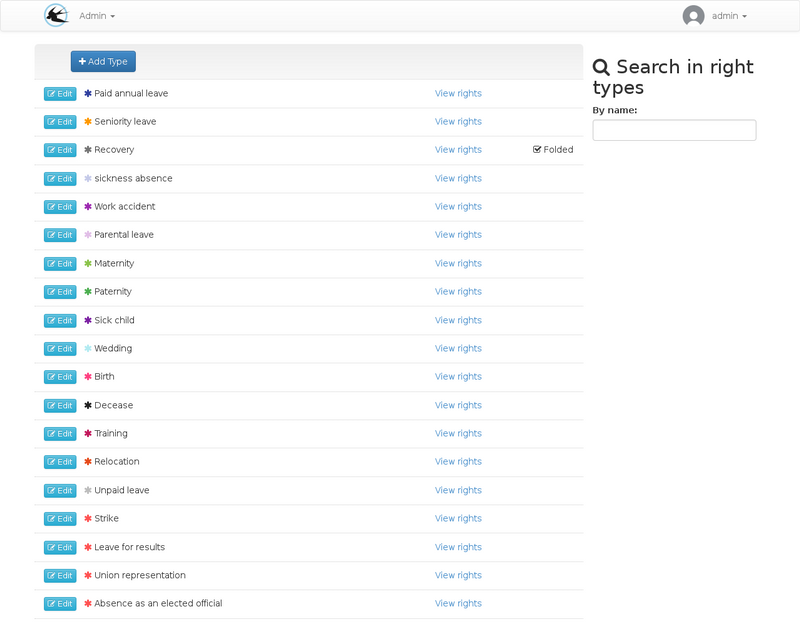 Admin
admin
Add Type
Edit Paid annual leave View rights
Edit Seniority leave View rights
Edit Recovery View rights Folded
Edit sickness absence View rights
Edit Work accident View rights
Edit Parental leave View rights
Edit Maternity View rights
Edit Paternity View rights
Edit Sick child View rights
Edit Wedding View rights
Edit Birth View rights
Edit Decease View rights
Edit Training View rights
Edit Relocation View rights
Edit Unpaid leave View rights
Edit Strike View rights
Edit Leave for results View rights
Edit Union representation View rights
Edit Absence as an elected official View rights
Search in right
types
By name: